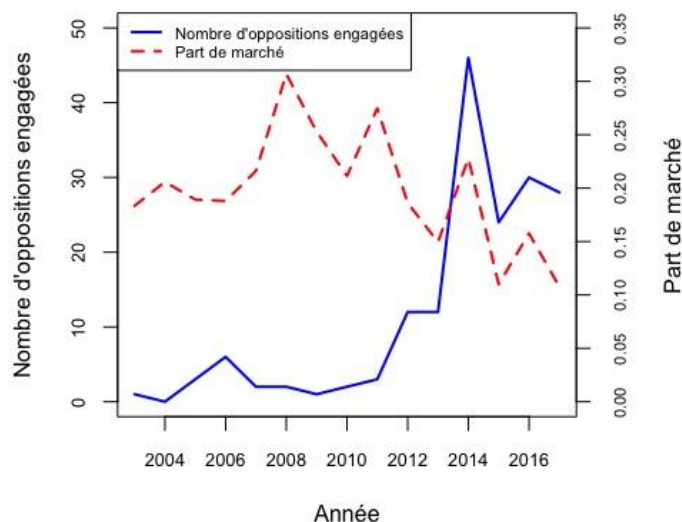 Nombre d'oppositions engagées
Part de marché
50
40
30
20
10
0
Nombre d'oppositions engagées
0.35
0.30
0.25
0.20
0.15
0.10
0.05
0.00
Part de marché
2004 2006 2008 2010 2012 2014 2016
Année